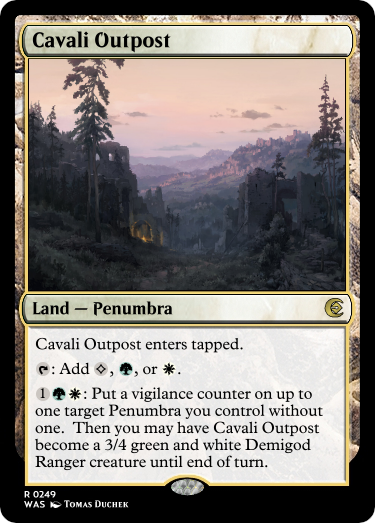 Cavali Outpost
Land — Penumbra
Cavali Outpost enters tapped.
: Add , , or .
1 : Put a vigilance counter on up to
one target Penumbra you control without
one. Then you may have Cavali Outpost
become a 3/4 green and white Demigod
Ranger creature until end of turn.
R 0249
WAS Tomas Duchek